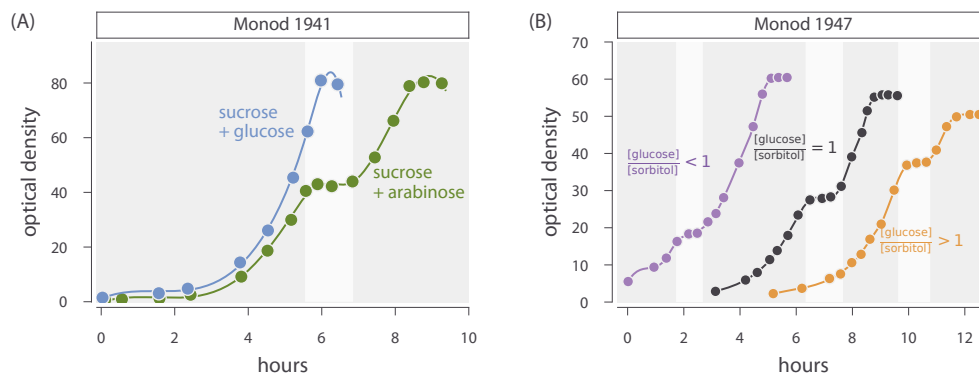 (A)
Monod 1941
optical density
80
60
40
20
0
sucrose
+ glucose
sucrose
+ arabinose
0 2 4 6 8 10
hours
(B)
Monod 1947
optical density
70
60
50
40
30
20
10
0
[glucose]
[sorbitol] < 1
[glucose]
[sorbitol] = 1
[glucose]
[sorbitol] > 1
0 2 4 6 8 10 12
hours